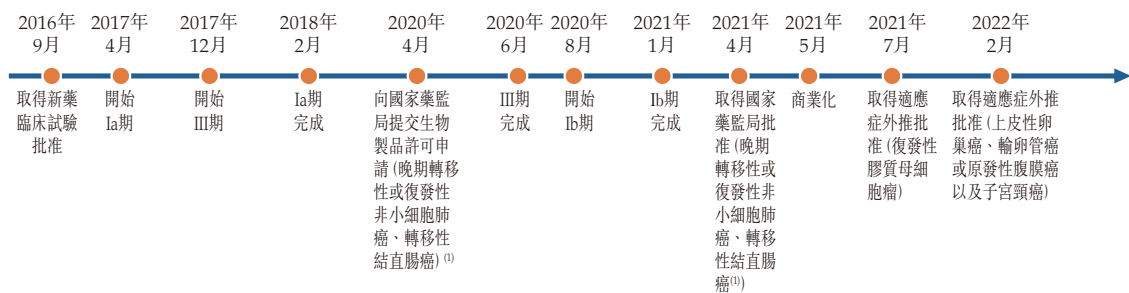 2016年
9月
取得新藥
臨床試驗
批准
2017年
4月
開始
Ia期
2017年
12月
開始
III期
2018年
2月
Ia期
完成
2020年
4月
向國家藥監
局提交生物
製品許可申
請 (晚期轉移
性或復發性
非小細胞肺
癌、轉移性
結直腸癌) (1)
2020年
6月
III期
完成
2020年
8月
開始
Ib期
2021年
1月
Ib期
完成
2021年
4月
取得國家
藥監局批
准 (晚期
轉移性或
復發性非
小細胞肺
癌、轉移
性結直腸
癌(1))
2021年
5月
商業化
2021年
7月
取得適應
症外推批
准 (復發性
膠質母細
胞瘤)
2022年
2月
取得適應症外推
批准 (上皮性卵
巢癌、輸卵管癌
或原發性腹膜癌
以及子宮頸癌)